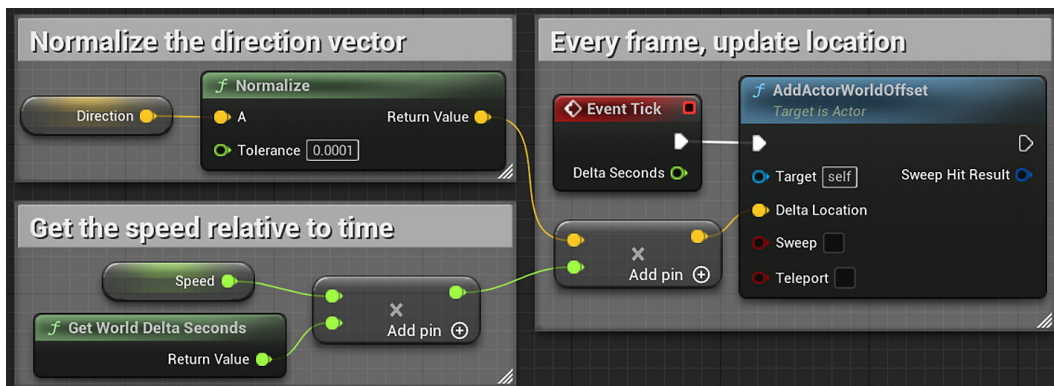 Normalize the direction vector
Direction
f Normalize
A
Return Value
Tolerance 0.0001
Get the speed relative to time
Speed
f Get World Delta Seconds
Return Value
×
Add pin
Every frame, update location
Event Tick
Delta Seconds
×
Add pin
f AddActorWorldOffset
Target is Actor
Target self
Sweep Hit Result
Delta Location
Sweep
Teleport